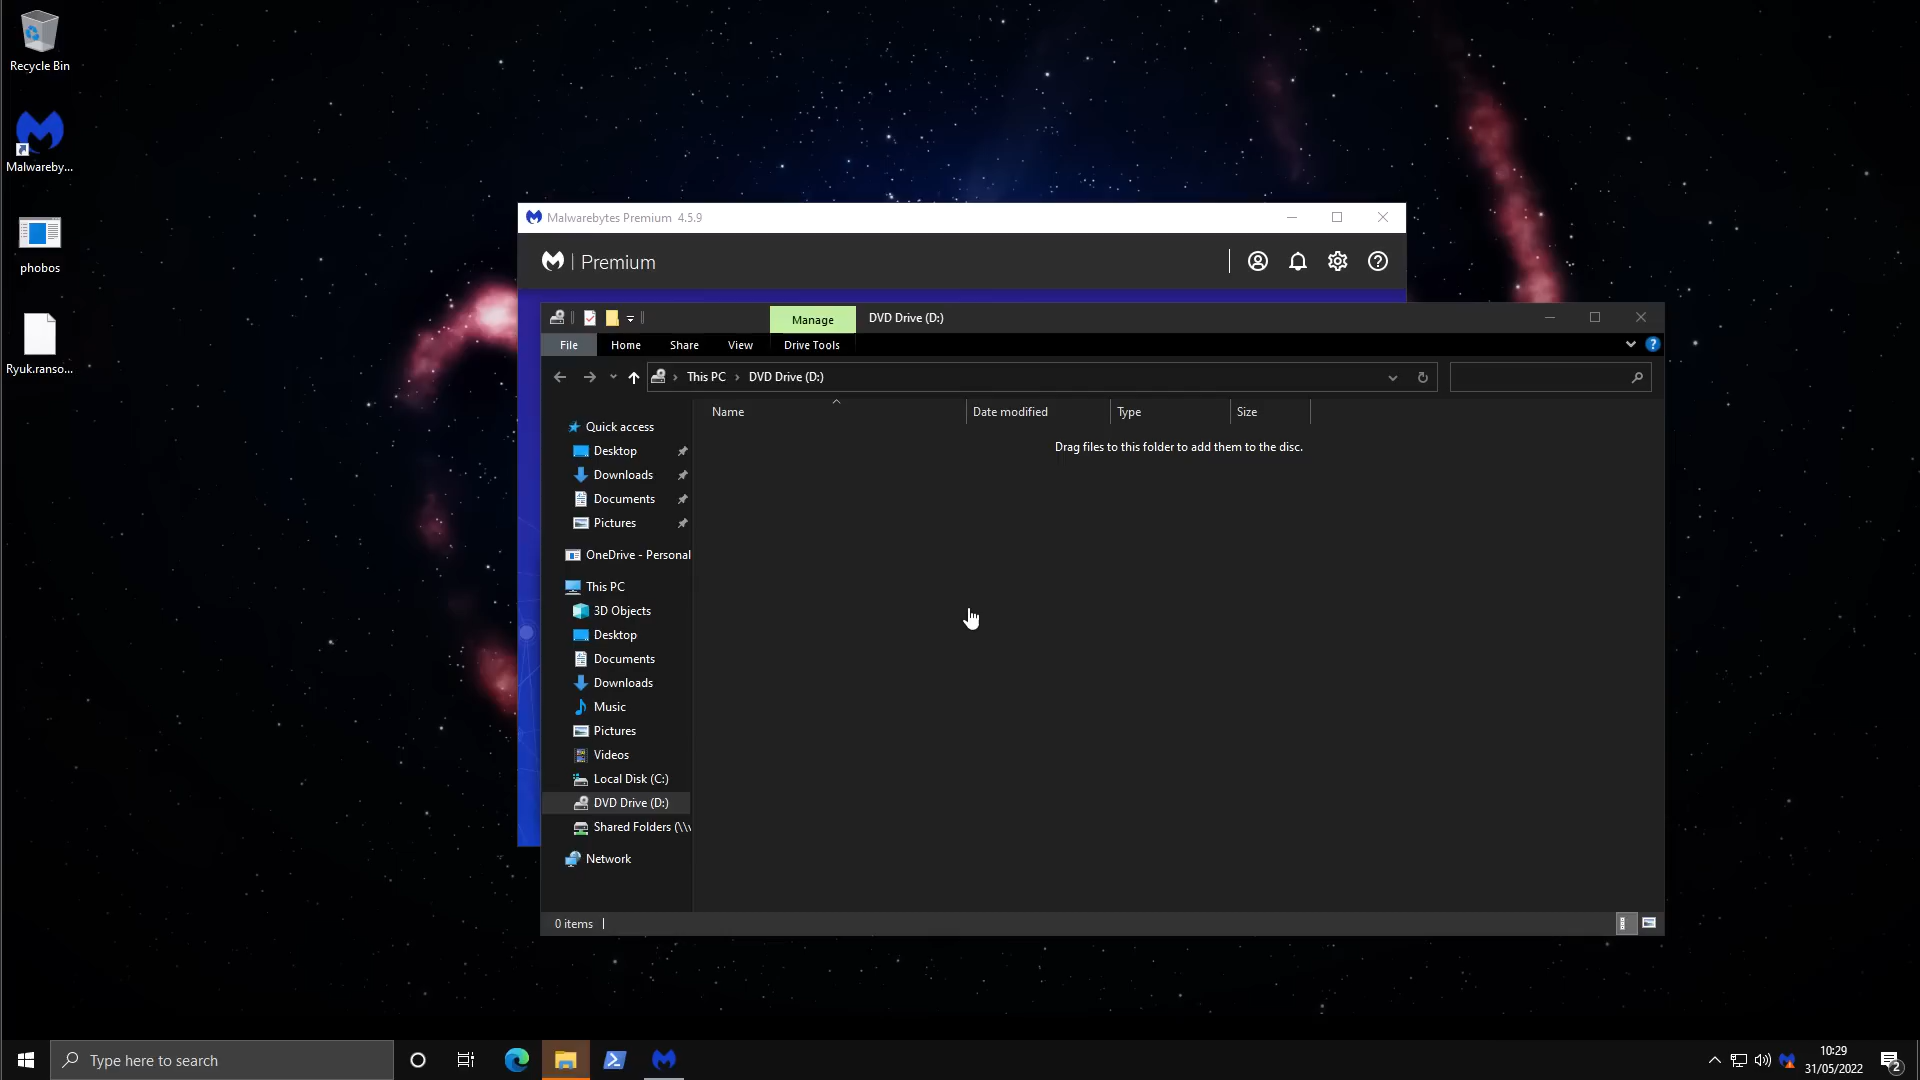 Recycle Bin
Malwareby...
phobos
Ryuk.ranso...
Malwarebytes Premium 4.5.9
Premium
Manage
DVD Drive (D:)
File
Home
Share
View
Drive Tools
This PC
DVD Drive (D:)
Name
Date modified
Type
Size
Drag files to this folder to add them to the disc.
Quick access
Desktop
Downloads
Documents
Pictures
OneDrive - Personal
This PC
3D Objects
Desktop
Documents
Downloads
Music
Pictures
Videos
Local Disk (C:)
DVD Drive (D:)
Shared Folders (\\v
Network
0 items
Type here to search
10:29
31/05/2022
2